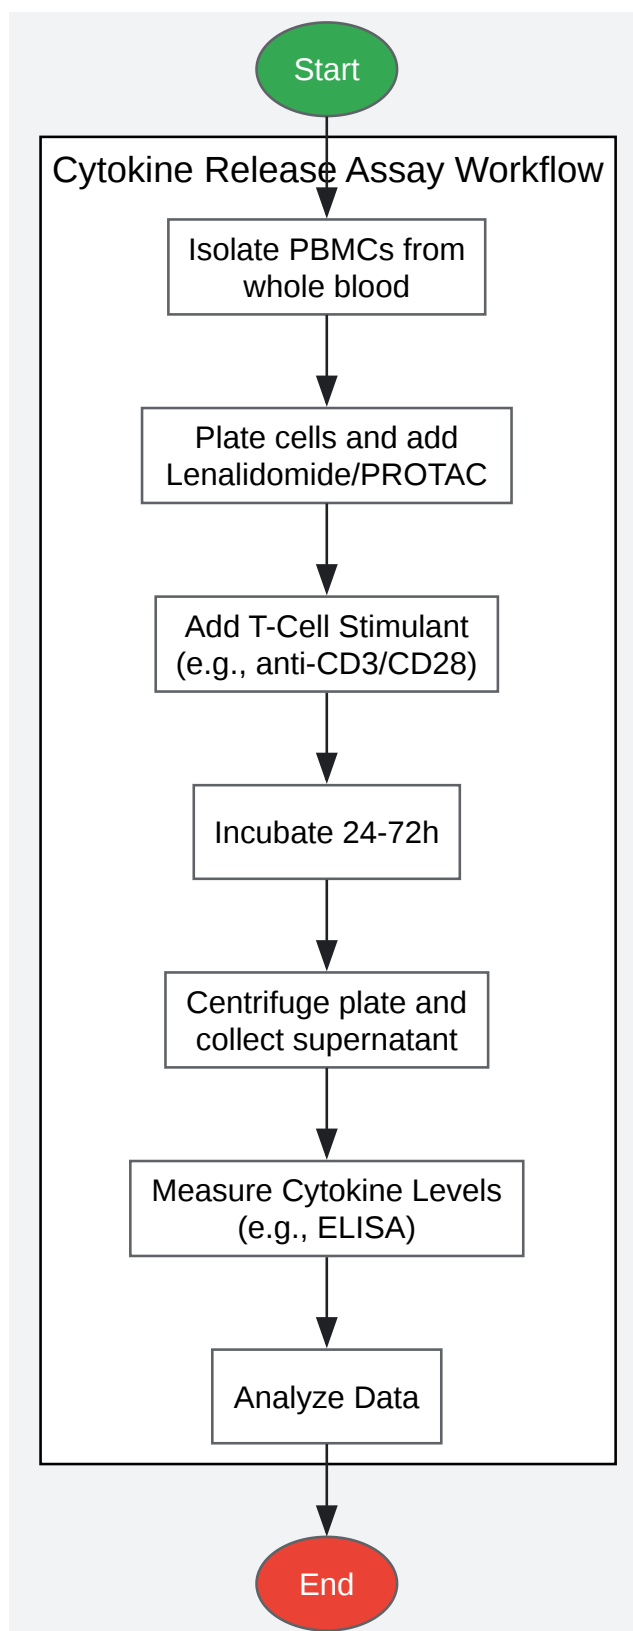 Start
Cytokine Release Assay Workflow
Isolate PBMCs from
whole blood
Plate cells and add
Lenalidomide/PROTAC
Add T-Cell Stimulant
(e.g., anti-CD3/CD28)
Incubate 24-72h
Centrifuge plate and
collect supernatant
Measure Cytokine Levels
(e.g., ELISA)
Analyze Data
End